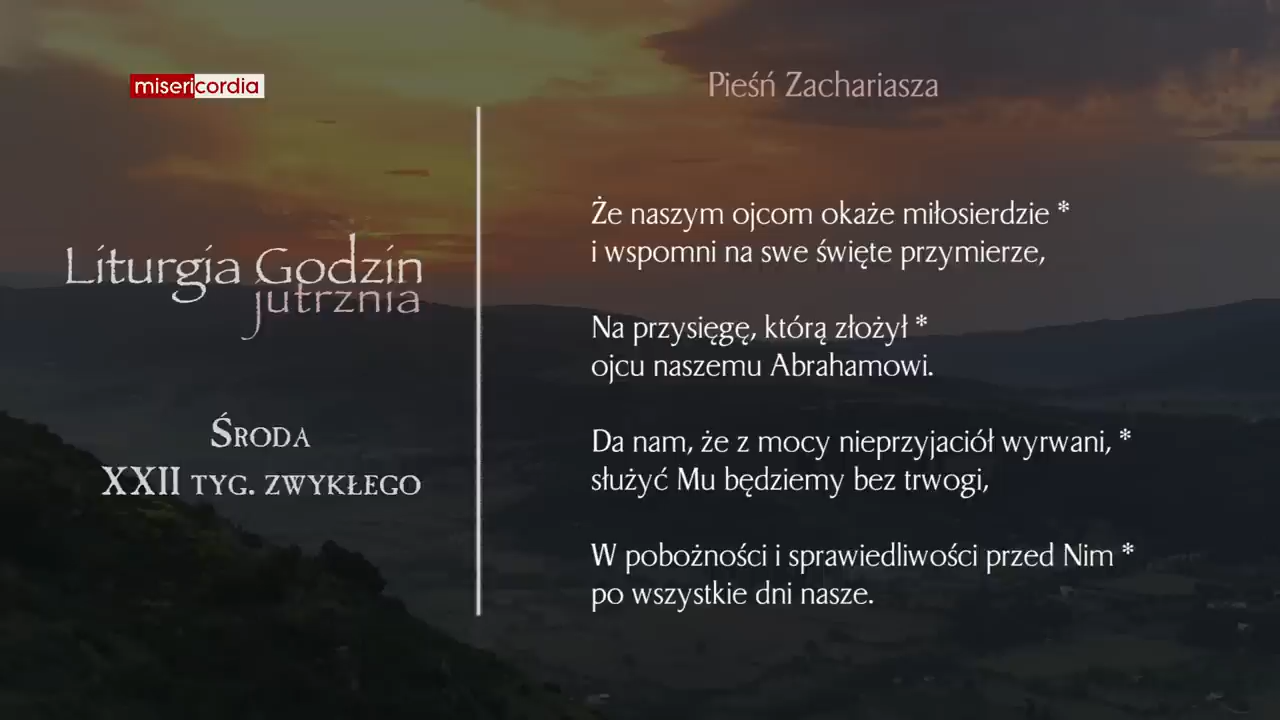 misericordia
Liturgia Godzin
jutrznia
Środa
XXII tyg. zwykłego
Pieśń Zachariasza
Że naszym ojcom okaże miłosierdzie *
i wspomni na swe święte przymierze,
Na przysięgę, którą złożył *
ojcu naszemu Abrahamowi.
Da nam, że z mocy nieprzyjaciół wyrwani, *
służyć Mu będziemy bez trwogi,
W pobożności i sprawiedliwości przed Nim *
po wszystkie dni nasze.